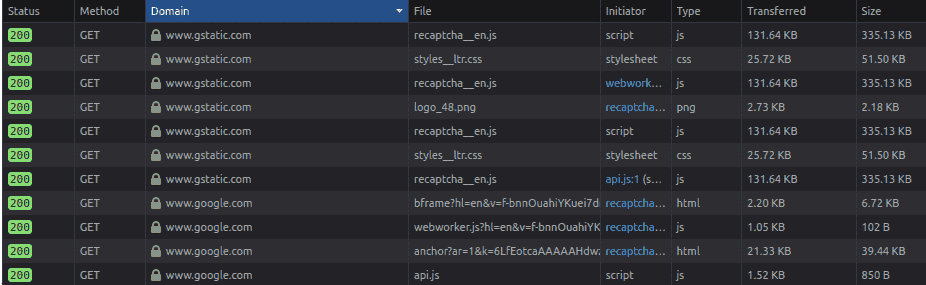 Status Method Domain File Initiator Type Transferred Size
200 GET www.gstatic.com recaptcha__en.js script js 131.64 KB 335.13 KB
200 GET www.gstatic.com styles__ltr.css stylesheet css 25.72 KB 51.50 KB
200 GET www.gstatic.com recaptcha__en.js webwork... js 131.64 KB 335.13 KB
200 GET www.gstatic.com logo_48.png recaptcha... png 2.73 KB 2.18 KB
200 GET www.gstatic.com recaptcha__en.js script js 131.64 KB 335.13 KB
200 GET www.gstatic.com styles__ltr.css stylesheet css 25.72 KB 51.50 KB
200 GET www.gstatic.com recaptcha__en.js api.js:1 (s... js 131.64 KB 335.13 KB
200 GET www.google.com bframe?hl=en&v=f-bnnOuahiYKuei7d recaptcha... html 2.20 KB 6.72 KB
200 GET www.google.com webworker.js?hl=en&v=f-bnnOuahiYK recaptcha... js 1.05 KB 102 B
200 GET www.google.com anchor?ar=1&k=6LfEotcaAAAAAHdw recaptcha... html 21.33 KB 39.44 KB
200 GET www.google.com api.js script js 1.52 KB 850 B